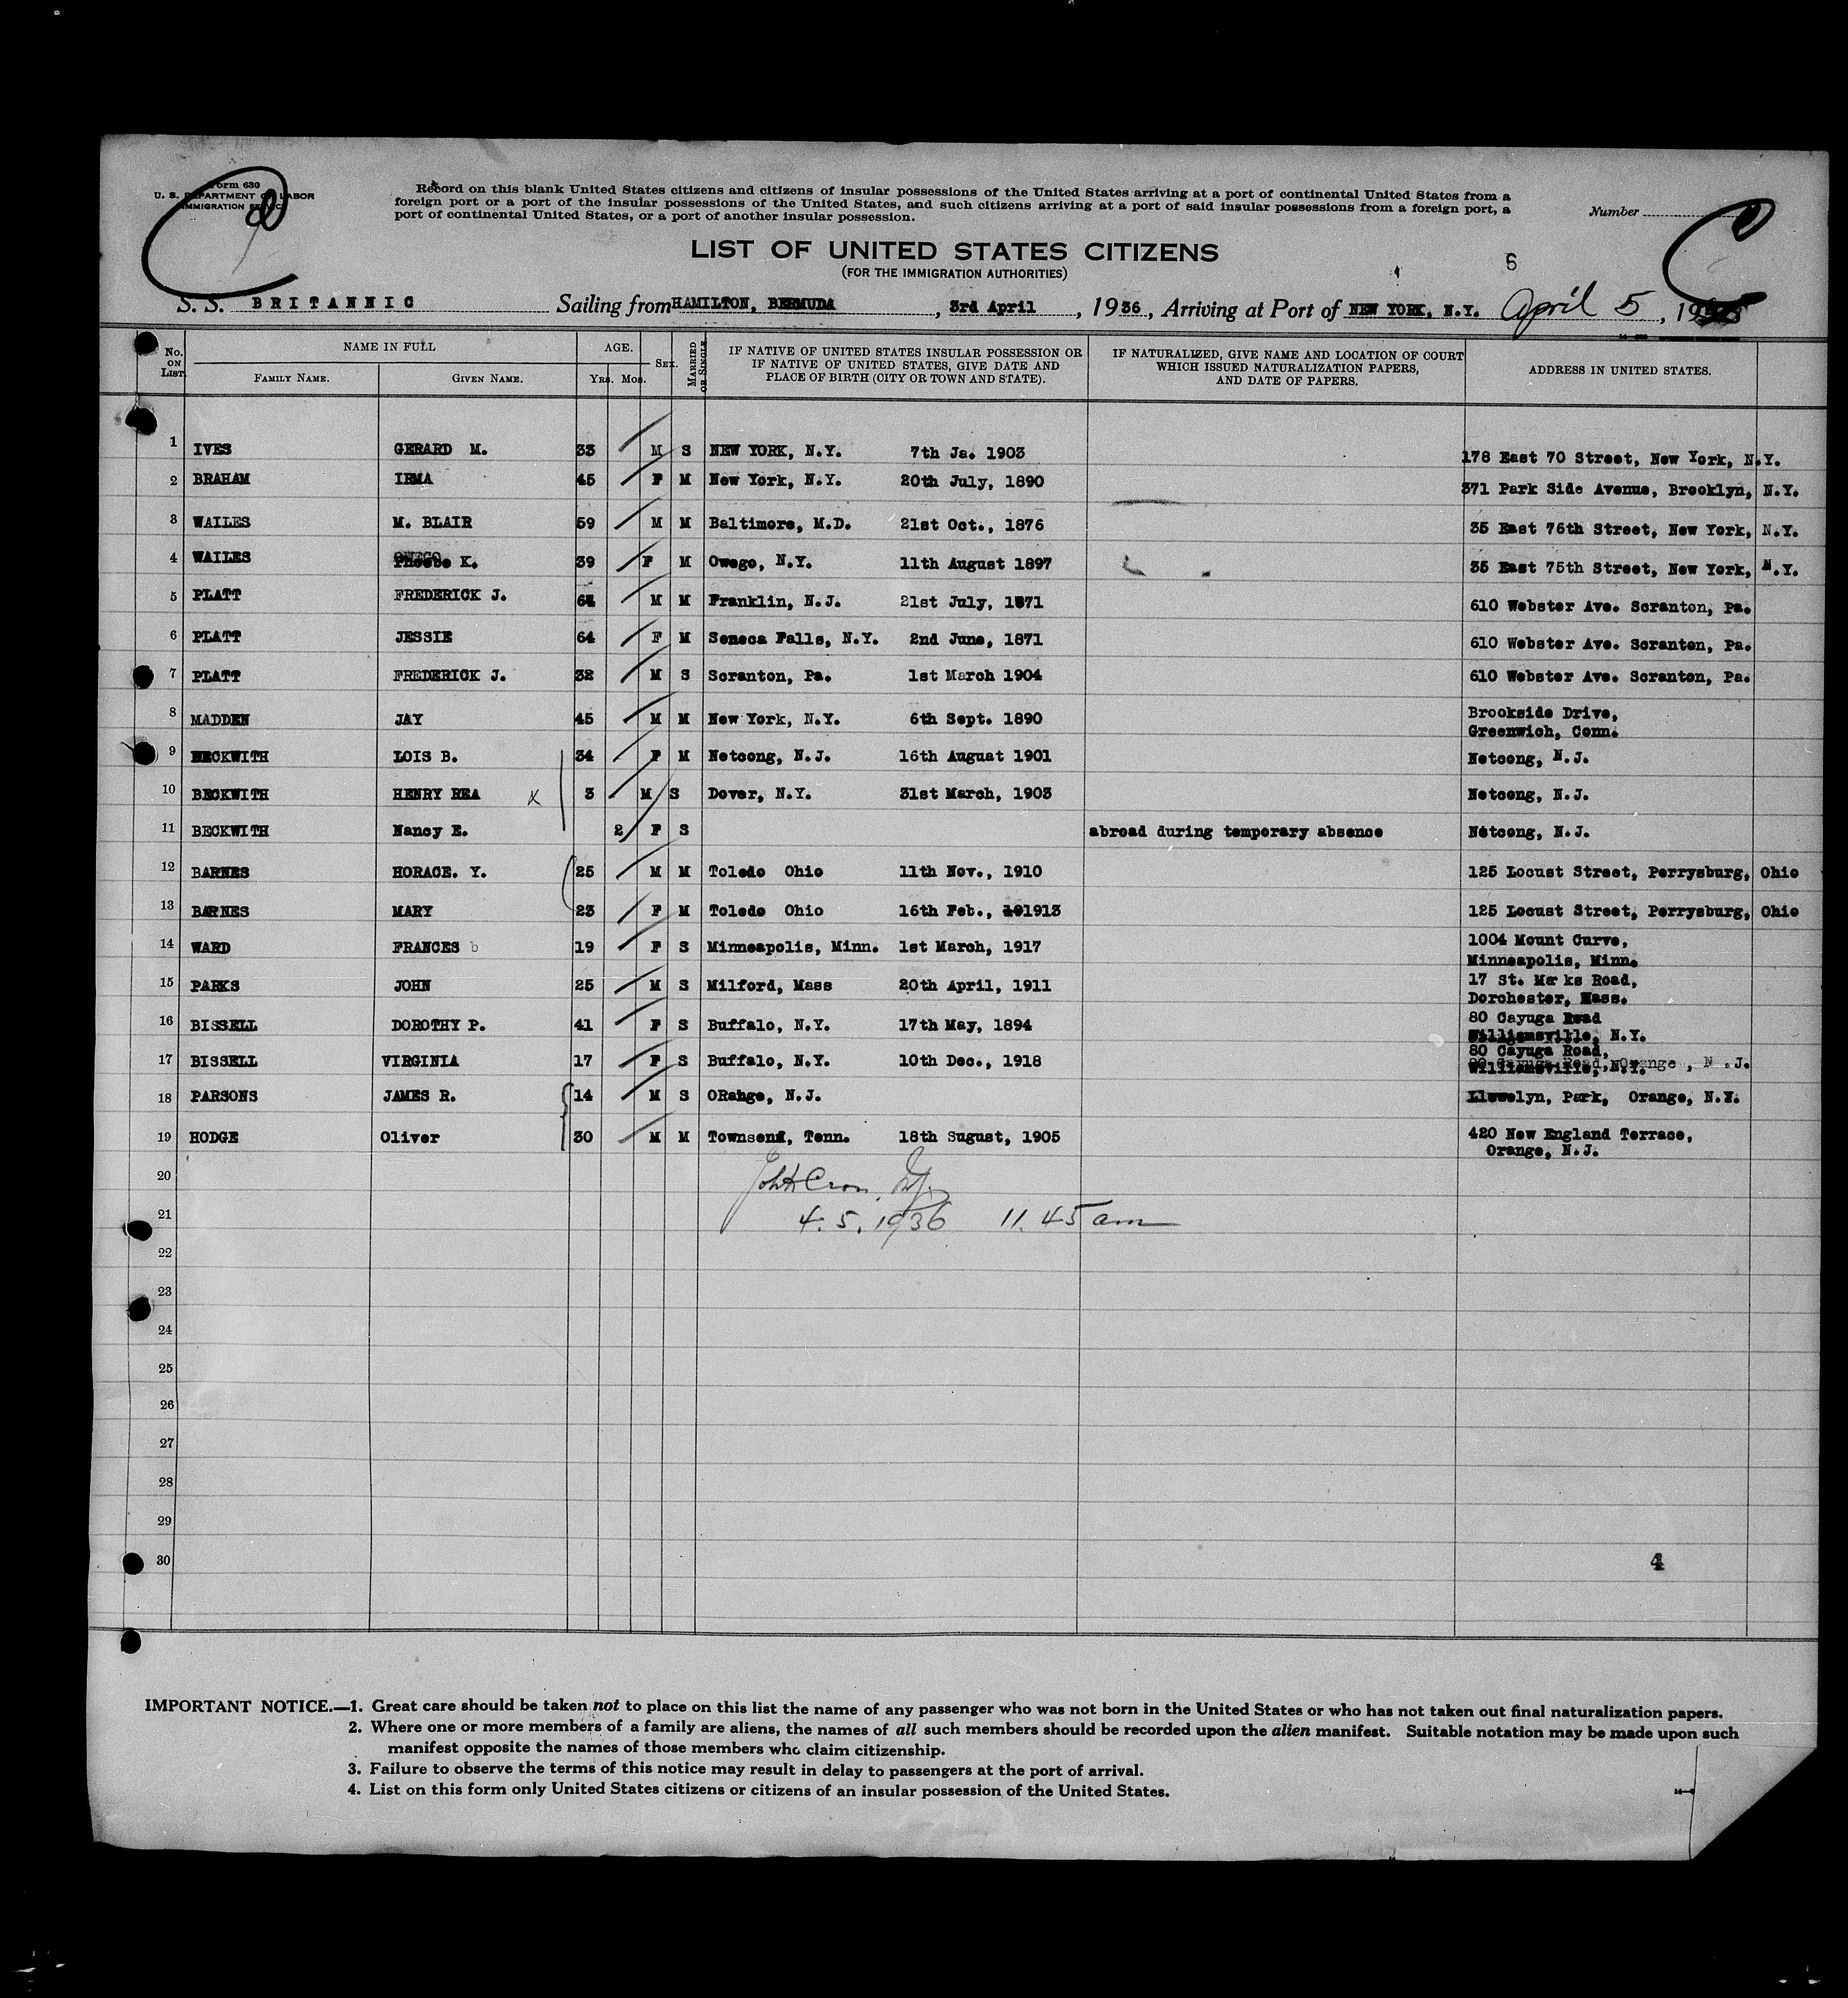 Form 630
U. S. DEPARTMENT OF LABOR
IMMIGRATION SERVICE
Record on this blank United States citizens and citizens of insular possessions of the United States arriving at a port of continental United States from a
foreign port or a port of the insular possessions of the United States, and such citizens arriving at a port of said insular possessions from a foreign port, a
port of continental United States, or a port of another insular possession.
Number
LIST OF UNITED STATES CITIZENS
(FOR THE IMMIGRATION AUTHORITIES)
6
S. S. BRITANNIC Sailing from HAMILTON, BERMUDA, 3rd April, 1936, Arriving at Port of NEW YORK, N.Y. April 5, 19
No. ON LIST NAME IN FULL AGE. SEX. MARRIED OR SINGLE IF NATIVE OF UNITED STATES INSULAR POSSESSION OR IF NATIVE OF UNITED STATES, GIVE DATE AND PLACE OF BIRTH (CITY OR TOWN AND STATE). IF NATURALIZED, GIVE NAME AND LOCATION OF COURT WHICH ISSUED NATURALIZATION PAPERS, AND DATE OF PAPERS. ADDRESS IN UNITED STATES.
FAMILY NAME. GIVEN NAME. Yrs. Mos.
1 IVES GERARD M. 33 M S NEW YORK, N.Y. 7th Ja. 1903 178 East 70 Street, New York, N.Y.
2 BRAHAM IRMA 45 F M New York, N.Y. 20th July, 1890 371 Park Side Avenue, Brooklyn, N.Y.
3 WAILES M. BLAIR 59 M M Baltimore, M.D. 21st Oct., 1876 35 East 76th Street, New York, N.Y.
4 WAILES Phoebe K. 39 F M Owego, N.Y. 11th August 1897 35 East 75th Street, New York, N.Y.
5 PLATT FREDERICK J. 64 M M Franklin, N.J. 21st July, 1871 610 Webster Ave. Scranton, Pa.
6 PLATT JESSIE 64 F M Seneca Falls, N.Y. 2nd June, 1871 610 Webster Ave. Scranton, Pa.
7 PLATT FREDERICK J. 32 M S Scranton, Pa. 1st March 1904 610 Webster Ave. Scranton, Pa.
8 MADDEN JAY 45 M M New York, N.Y. 6th Sept. 1890 Brookside Drive,
Greenwich, Conn.
9 BECKWITH LOIS B. 34 F M Netcong, N.J. 16th August 1901 Netcong, N.J.
10 BECKWITH HENRY REA X 3 M S Dover, N.Y. 31st March, 1903 Netcong, N.J.
11 BECKWITH Nancy E. 2 F S abroad during temporary absence Netcong, N.J.
12 BARNES HORACE. Y. 25 M M Toledo Ohio 11th Nov., 1910 125 Locust Street, Perrysburg, Ohio
13 BARNES MARY 23 F M Toledo Ohio 16th Feb., 1913 125 Locust Street, Perrysburg, Ohio
14 WARD FRANCES b 19 F S Minneapolis, Minn. 1st March, 1917 1004 Mount Curve,
Minneapolis, Minn.
15 PARKS JOHN 25 M S Milford, Mass 20th April, 1911 17 St. Marks Road,
Dorchester, Mass.
16 BISSELL DOROTHY P. 41 F S Buffalo, N.Y. 17th May, 1894 80 Cayuga Road
Williamsville, N.Y.
17 BISSELL VIRGINIA 17 F S Buffalo, N.Y. 10th Dec., 1918 80 Cayuga Road,
Williamsville, N.Y.
18 PARSONS JAMES R. 14 M S ORange, N.J. Llewelyn, Park, Orange, N.Y.
19 HODGE Oliver 30 M M Townsend, Tenn. 18th Sugust, 1905 420 New England Terrace,
Orange, N.J.
20
21 4. 5. 1936 11.45 am
22
23
24
25
26
27
28
29
30
4
IMPORTANT NOTICE.—1. Great care should be taken not to place on this list the name of any passenger who was not born in the United States or who has not taken out final naturalization papers.
2. Where one or more members of a family are aliens, the names of all such members should be recorded upon the alien manifest. Suitable notation may be made upon such
manifest opposite the names of those members who claim citizenship.
3. Failure to observe the terms of this notice may result in delay to passengers at the port of arrival.
4. List on this form only United States citizens or citizens of an insular possession of the United States.